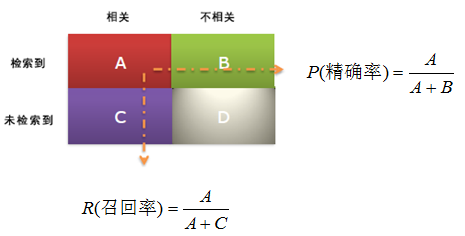 相关 不相关
检索到 A B
P(精确率) = A / (A + B)
未检索到 C D
R(召回率) = A / (A + C)